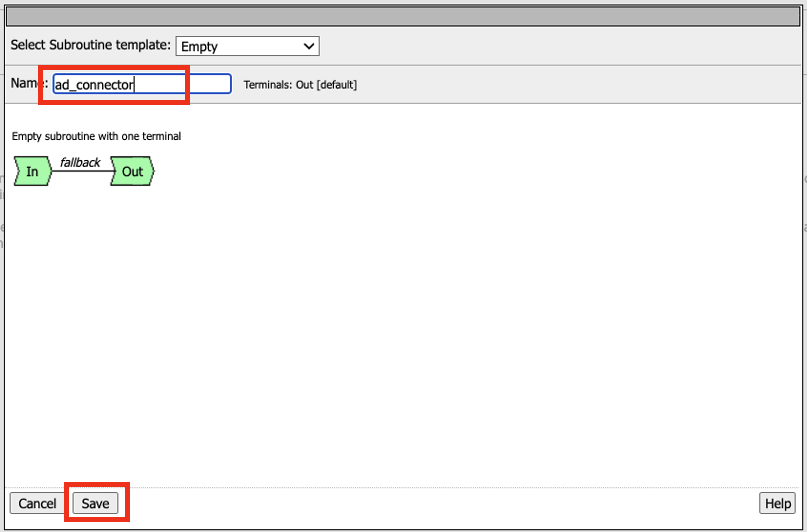 Select Subroutine template: Empty
Name: ad_connector Terminals: Out [default]
Empty subroutine with one terminal
In fallback Out
Cancel Save Help